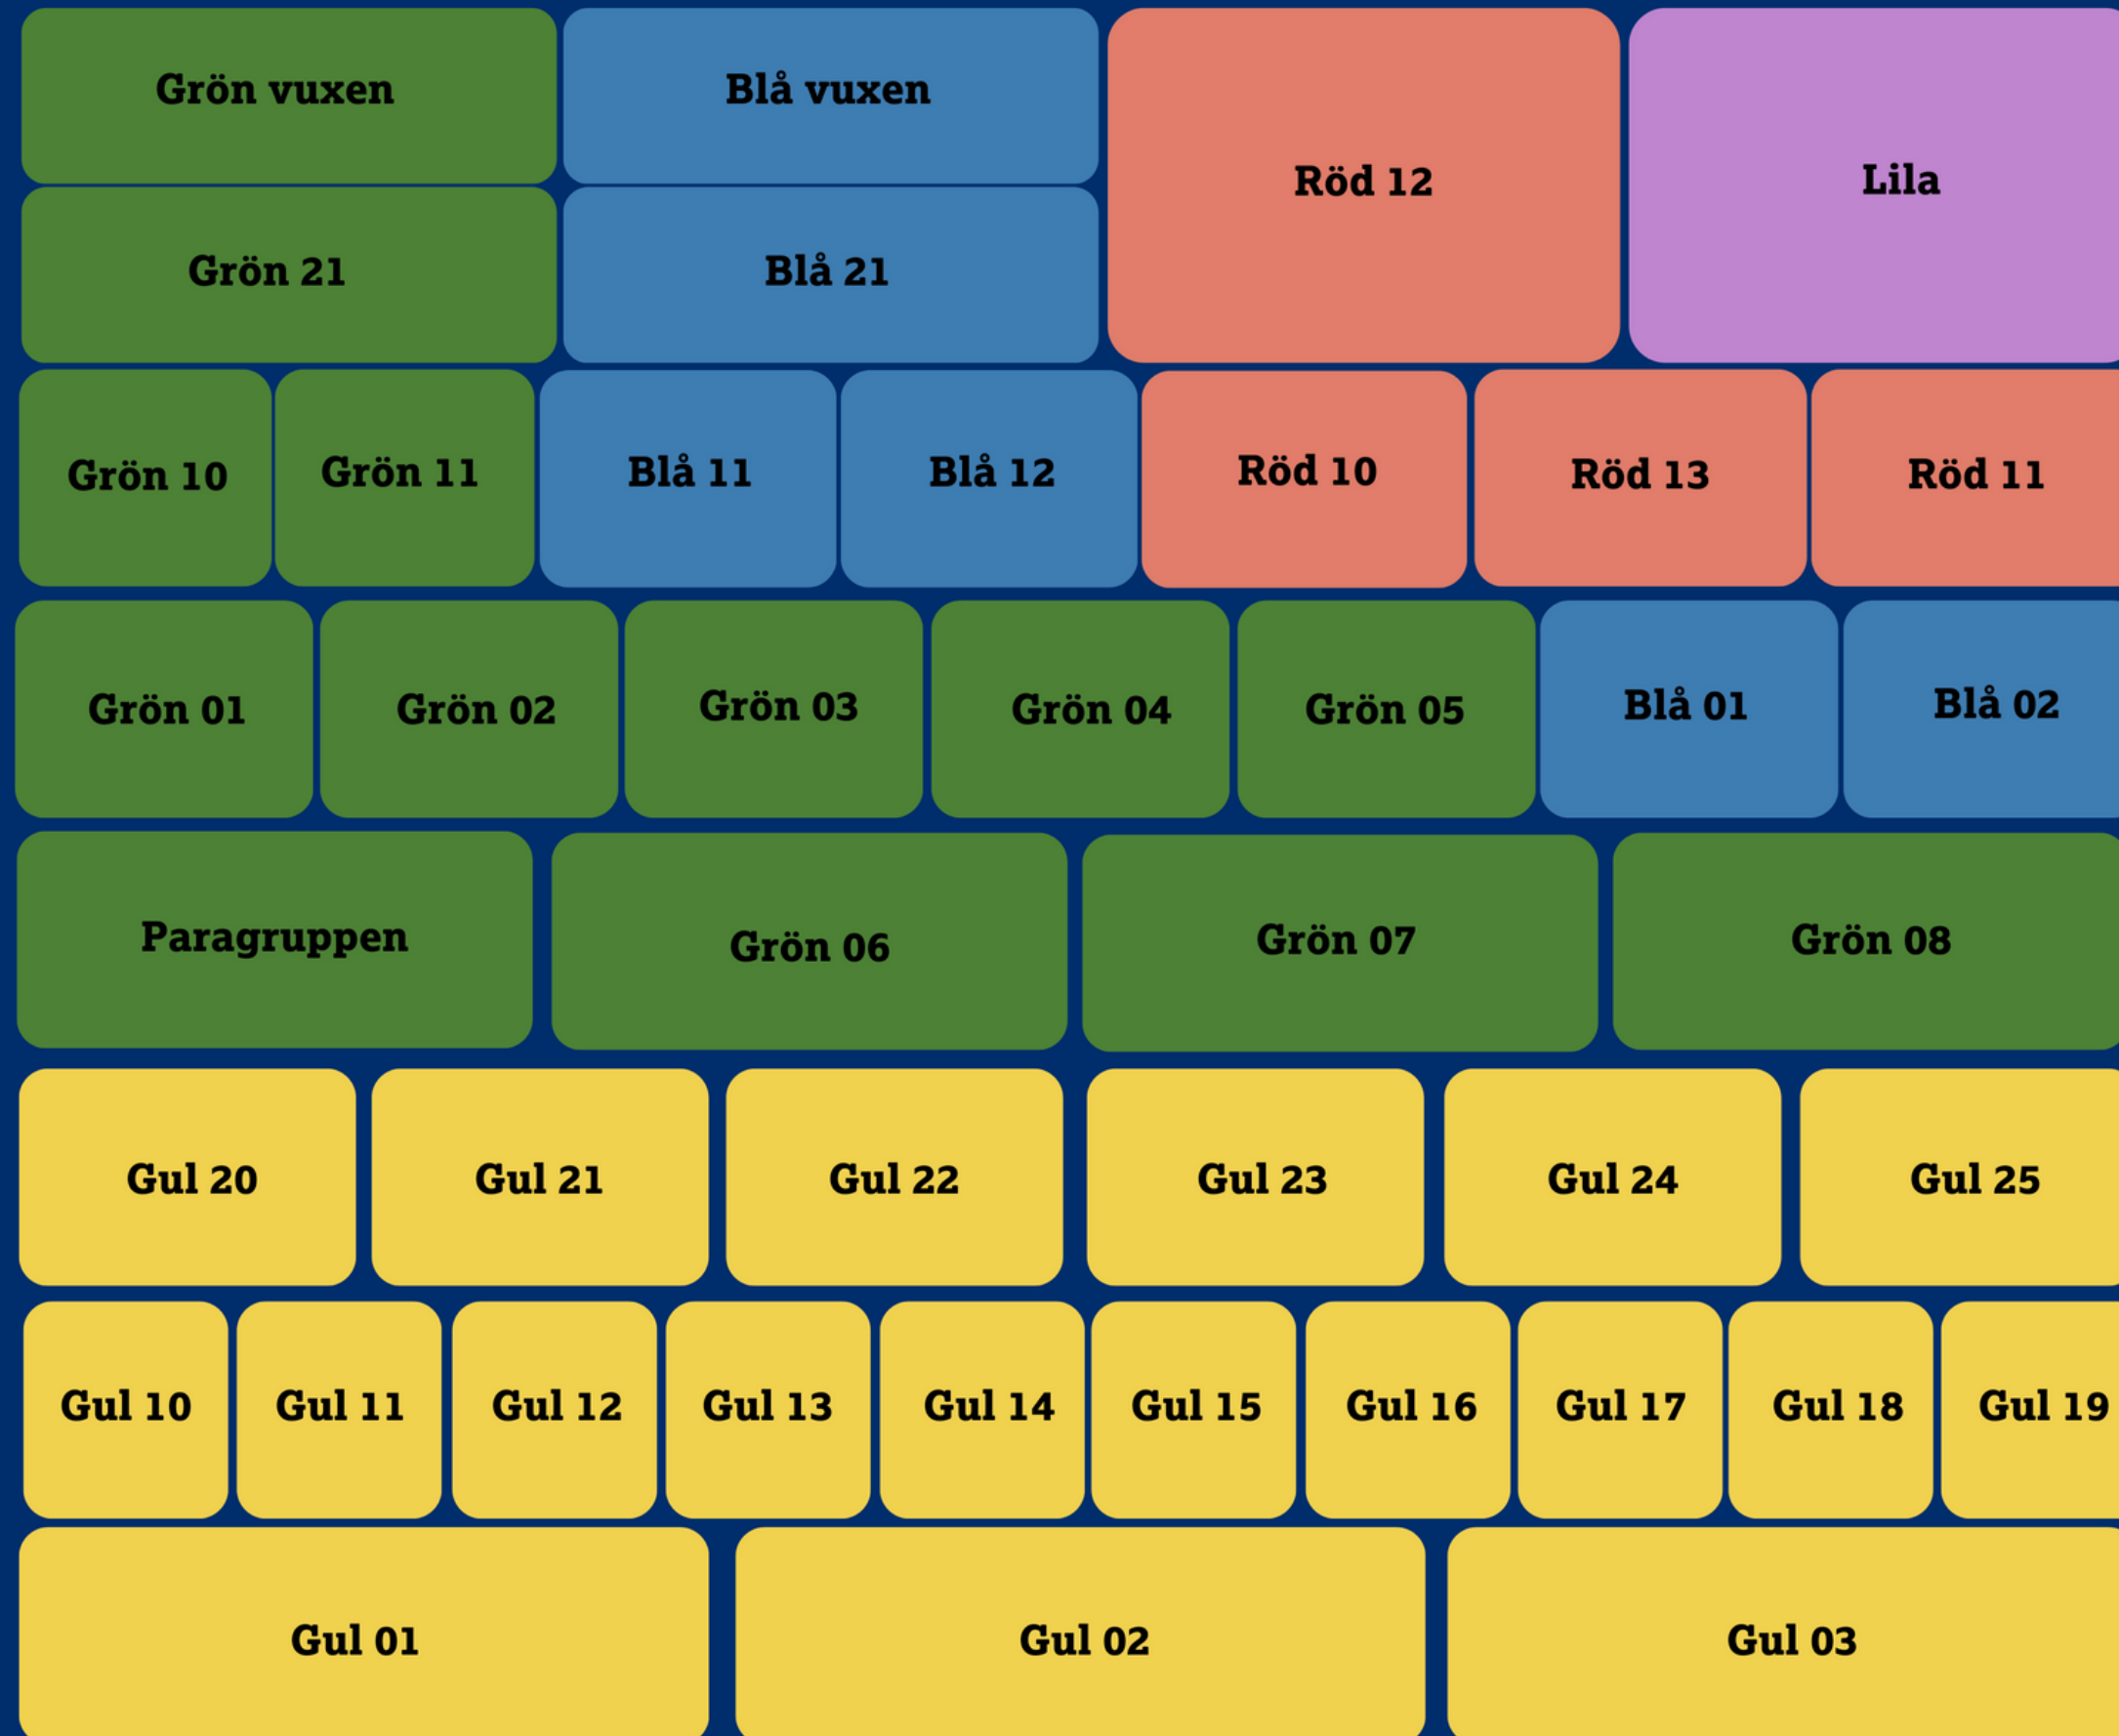 Grön vuxen
Blå vuxen
Röd 12
Lila
Grön 21
Blå 21
Grön 10
Grön 11
Blå 11
Blå 12
Röd 10
Röd 13
Röd 11
Grön 01
Grön 02
Grön 03
Grön 04
Grön 05
Blå 01
Blå 02
Paragruppen
Grön 06
Grön 07
Grön 08
Gul 20
Gul 21
Gul 22
Gul 23
Gul 24
Gul 25
Gul 10
Gul 11
Gul 12
Gul 13
Gul 14
Gul 15
Gul 16
Gul 17
Gul 18
Gul 19
Gul 01
Gul 02
Gul 03